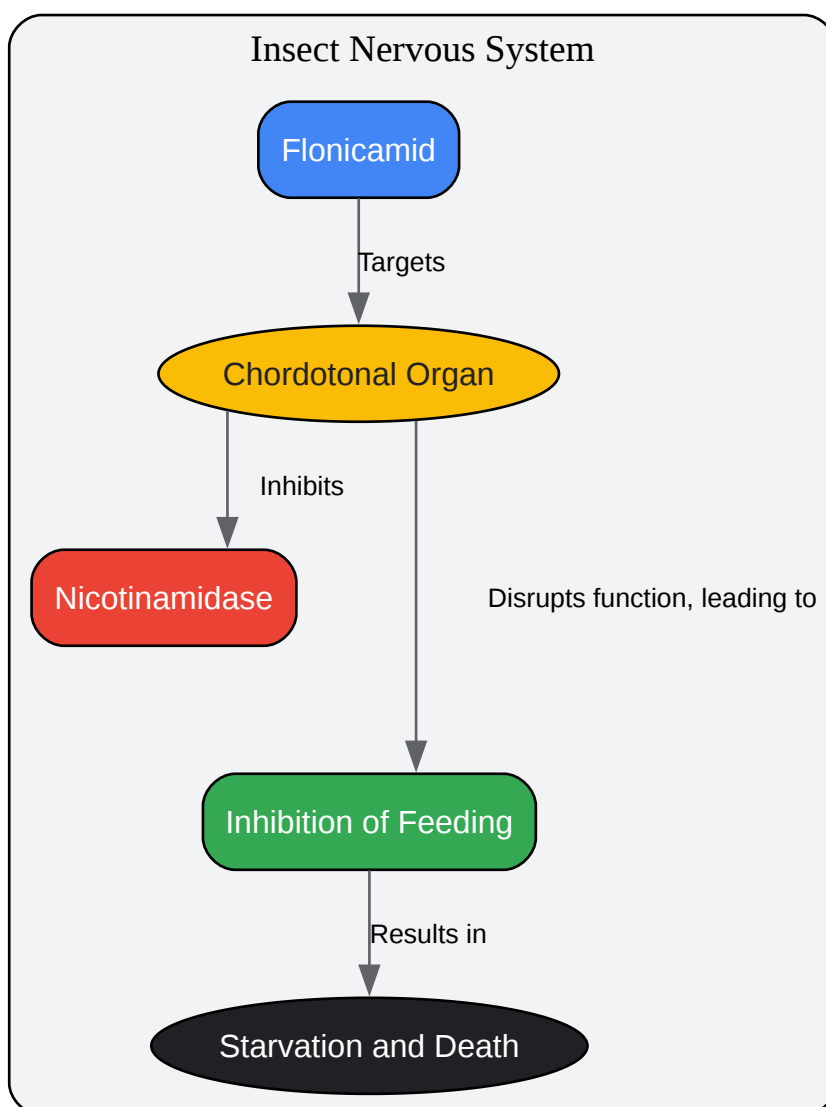 Insect Nervous System
Flonicamid
Targets
Chordotonal Organ
Inhibits
Nicotinamidase
Disrupts function, leading to
Inhibition of Feeding
Results in
Starvation and Death